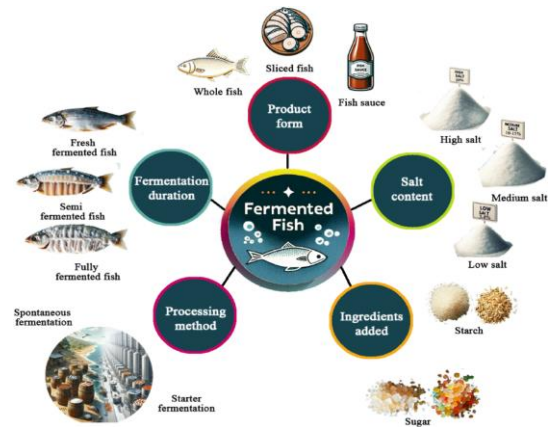 Whole fish
Sliced fish
Fish sauce
Product
form
Fresh
fermented fish
Semi
fermented fish
Fully
fermented fish
Fermentation
duration
Fermented
Fish
Salt
content
High salt
Medium salt
LOW
SALT
Low salt
Processing
method
Spontaneous
fermentation
Starter
fermentation
Ingredients
added
Starch
Sugar